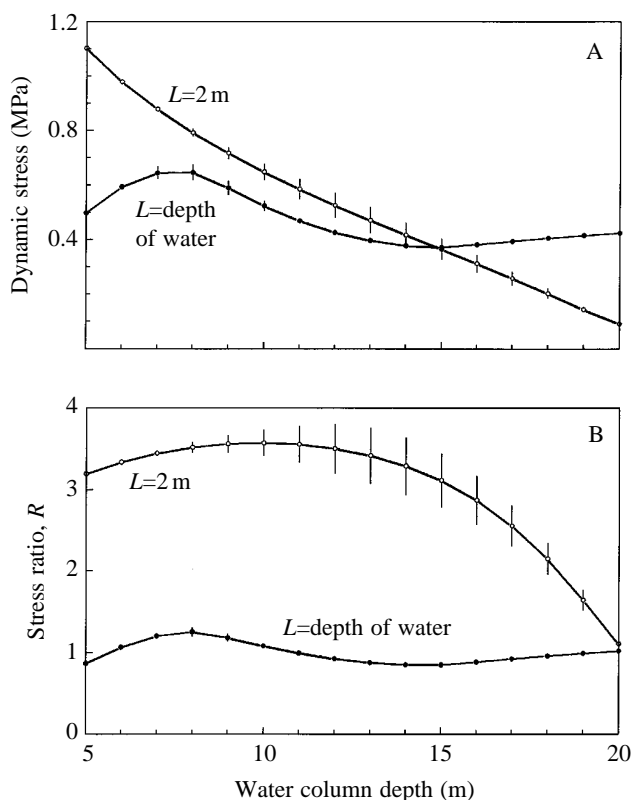 1.2
0.8
0.4
Dynamic stress (MPa)
A
L=2 m
L=depth
of water
4
3
2
1
0
Stress ratio, R
B
L=2 m
L=depth of water
5
10
15
20
Water column depth (m)